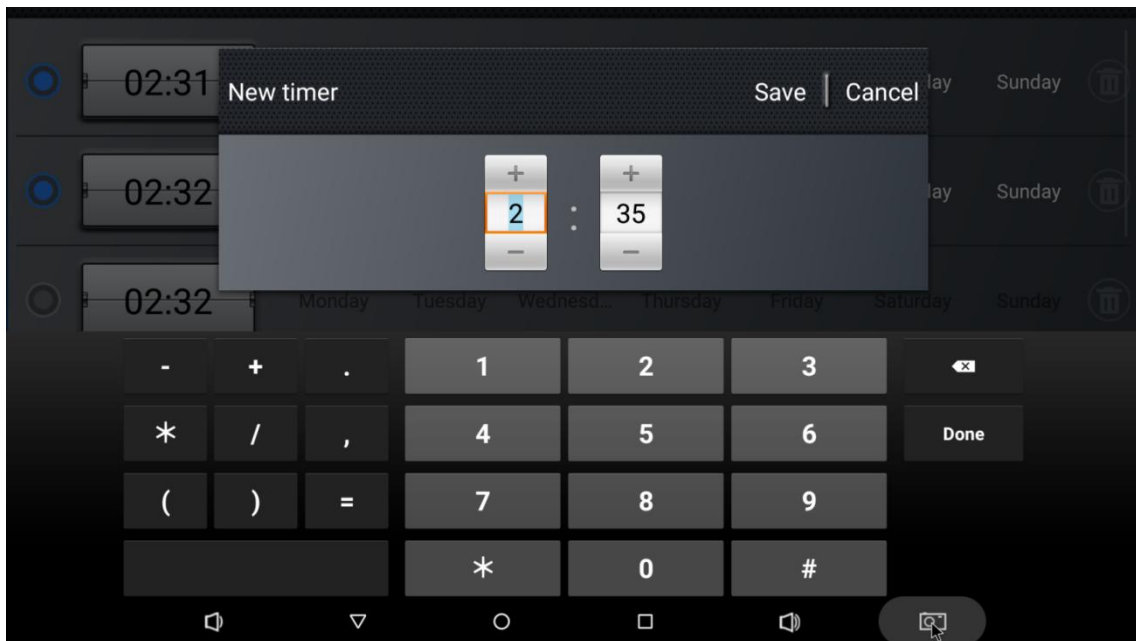 02:31 New timer Save Cancel lay Sunday
+ +
02:32 2 : 35 lay Sunday
- -
02:32 Monday Tuesday Wednesd... Thursday Friday Saturday Sunday
- + . 1 2 3
* / , 4 5 6 Done
( ) = 7 8 9
* 0 #